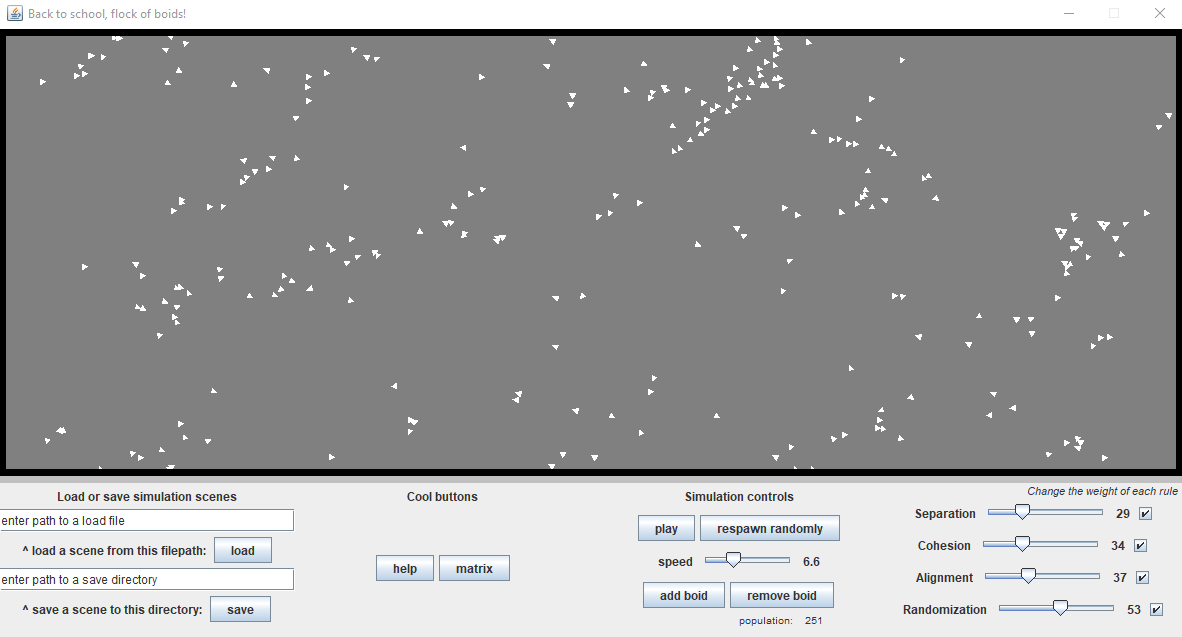 Back to school, flock of boids!
Load or save simulation scenes
enter path to a load file
^ load a scene from this filepath: load
enter path to a save directory
^ save a scene to this directory: save
Cool buttons
help matrix
Simulation controls
play respawn randomly
speed 6.6
add boid remove boid
population: 251
Change the weight of each rule
Separation 29
Cohesion 34
Alignment 37
Randomization 53